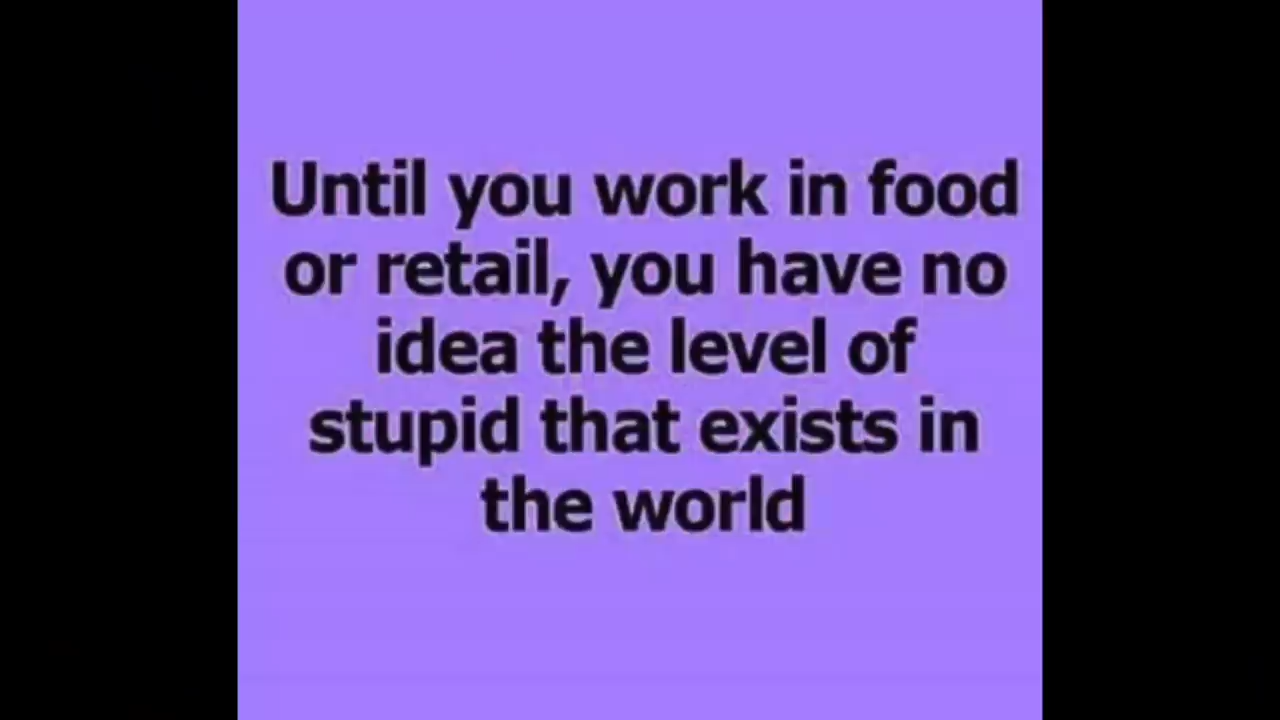 Until you work in food
or retail, you have no
idea the level of
stupid that exists in
the world